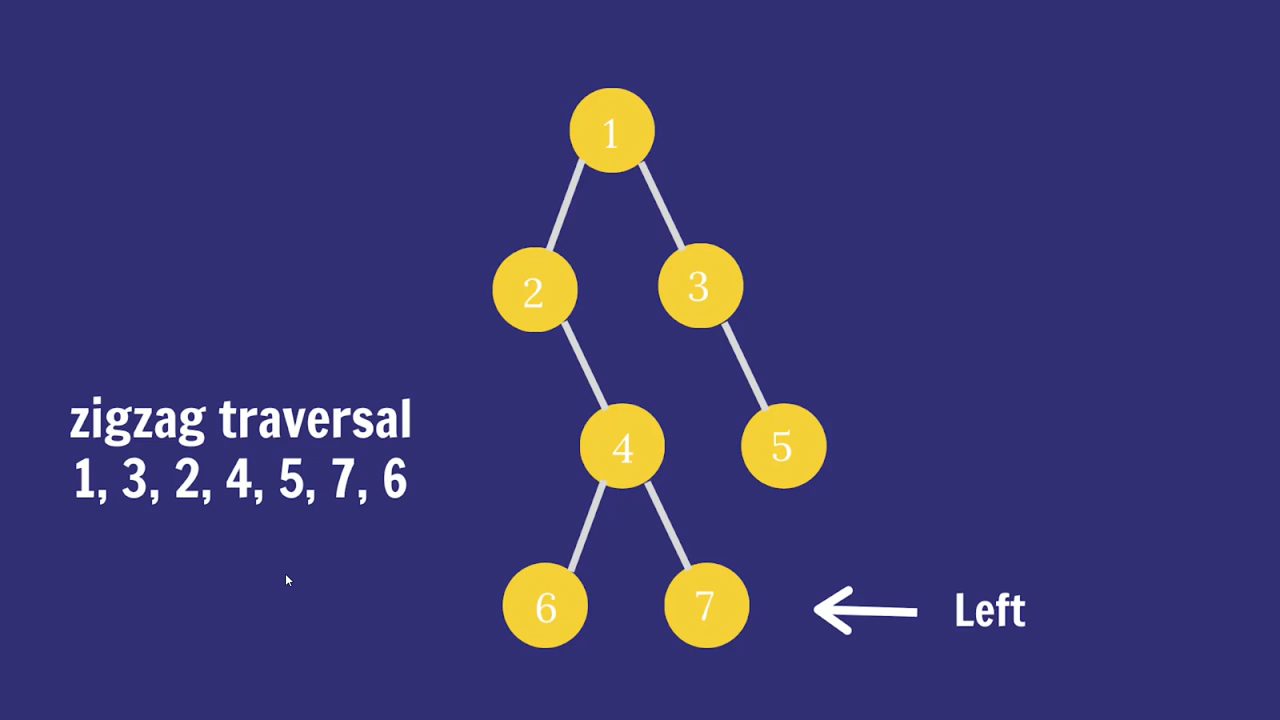 1
2 3
zigzag traversal
1, 3, 2, 4, 5, 7, 6
4 5
6 7
Left